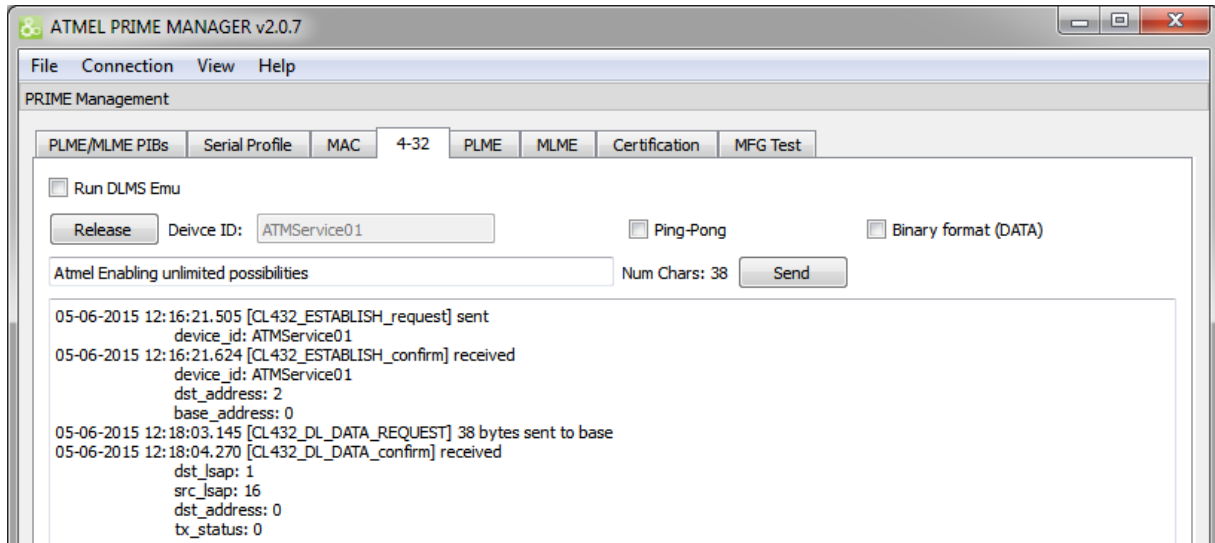 ATMEL PRIME MANAGER v2.0.7
File Connection View Help
PRIME Management
PLME/MLME PIBs Serial Profile MAC 4-32 PLME MLME Certification MFG Test
Run DLMS Emu
Release Deivce ID: ATMService01 Ping-Pong Binary format (DATA)
Atmel Enabling unlimited possibilities Num Chars: 38 Send
05-06-2015 12:16:21.505 [CL432_ESTABLISH_request] sent
device_id: ATMService01
05-06-2015 12:16:21.624 [CL432_ESTABLISH_confirm] received
device_id: ATMService01
dst_address: 2
base_address: 0
05-06-2015 12:18:03.145 [CL432_DL_DATA_REQUEST] 38 bytes sent to base
05-06-2015 12:18:04.270 [CL432_DL_DATA_confirm] received
dst_lsap: 1
src_lsap: 16
dst_address: 0
tx_status: 0